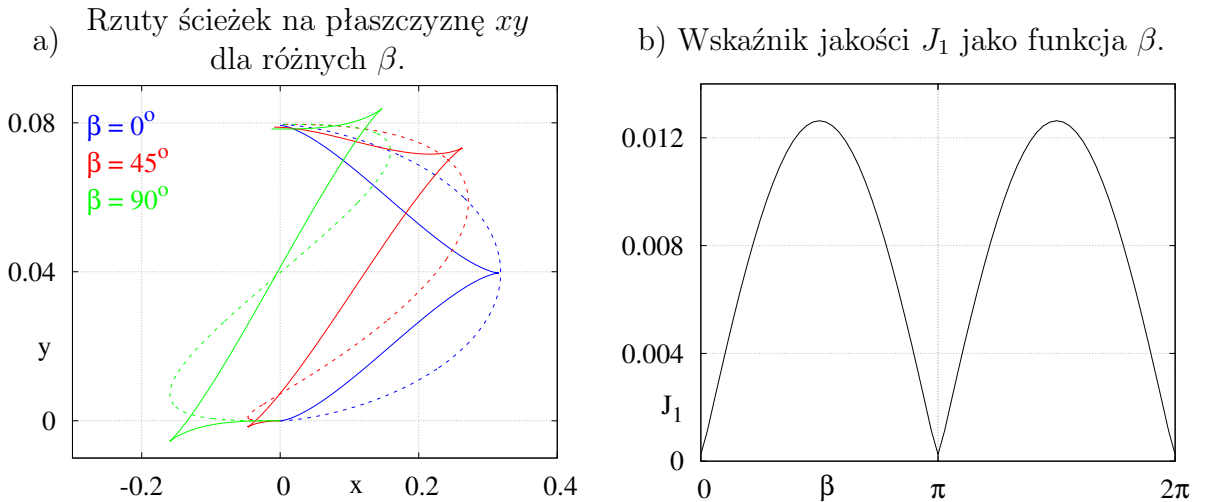 a) Rzuty ścieżek na płaszczyznę xy
dla różnych β.
β = 0°
β = 45°
β = 90°
0.08
0.04
0
y
-0.2 0 x 0.2 0.4
b) Wskaźnik jakości J₁ jako funkcja β.
0.012
0.008
0.004
0
J₁
0 β π 2π